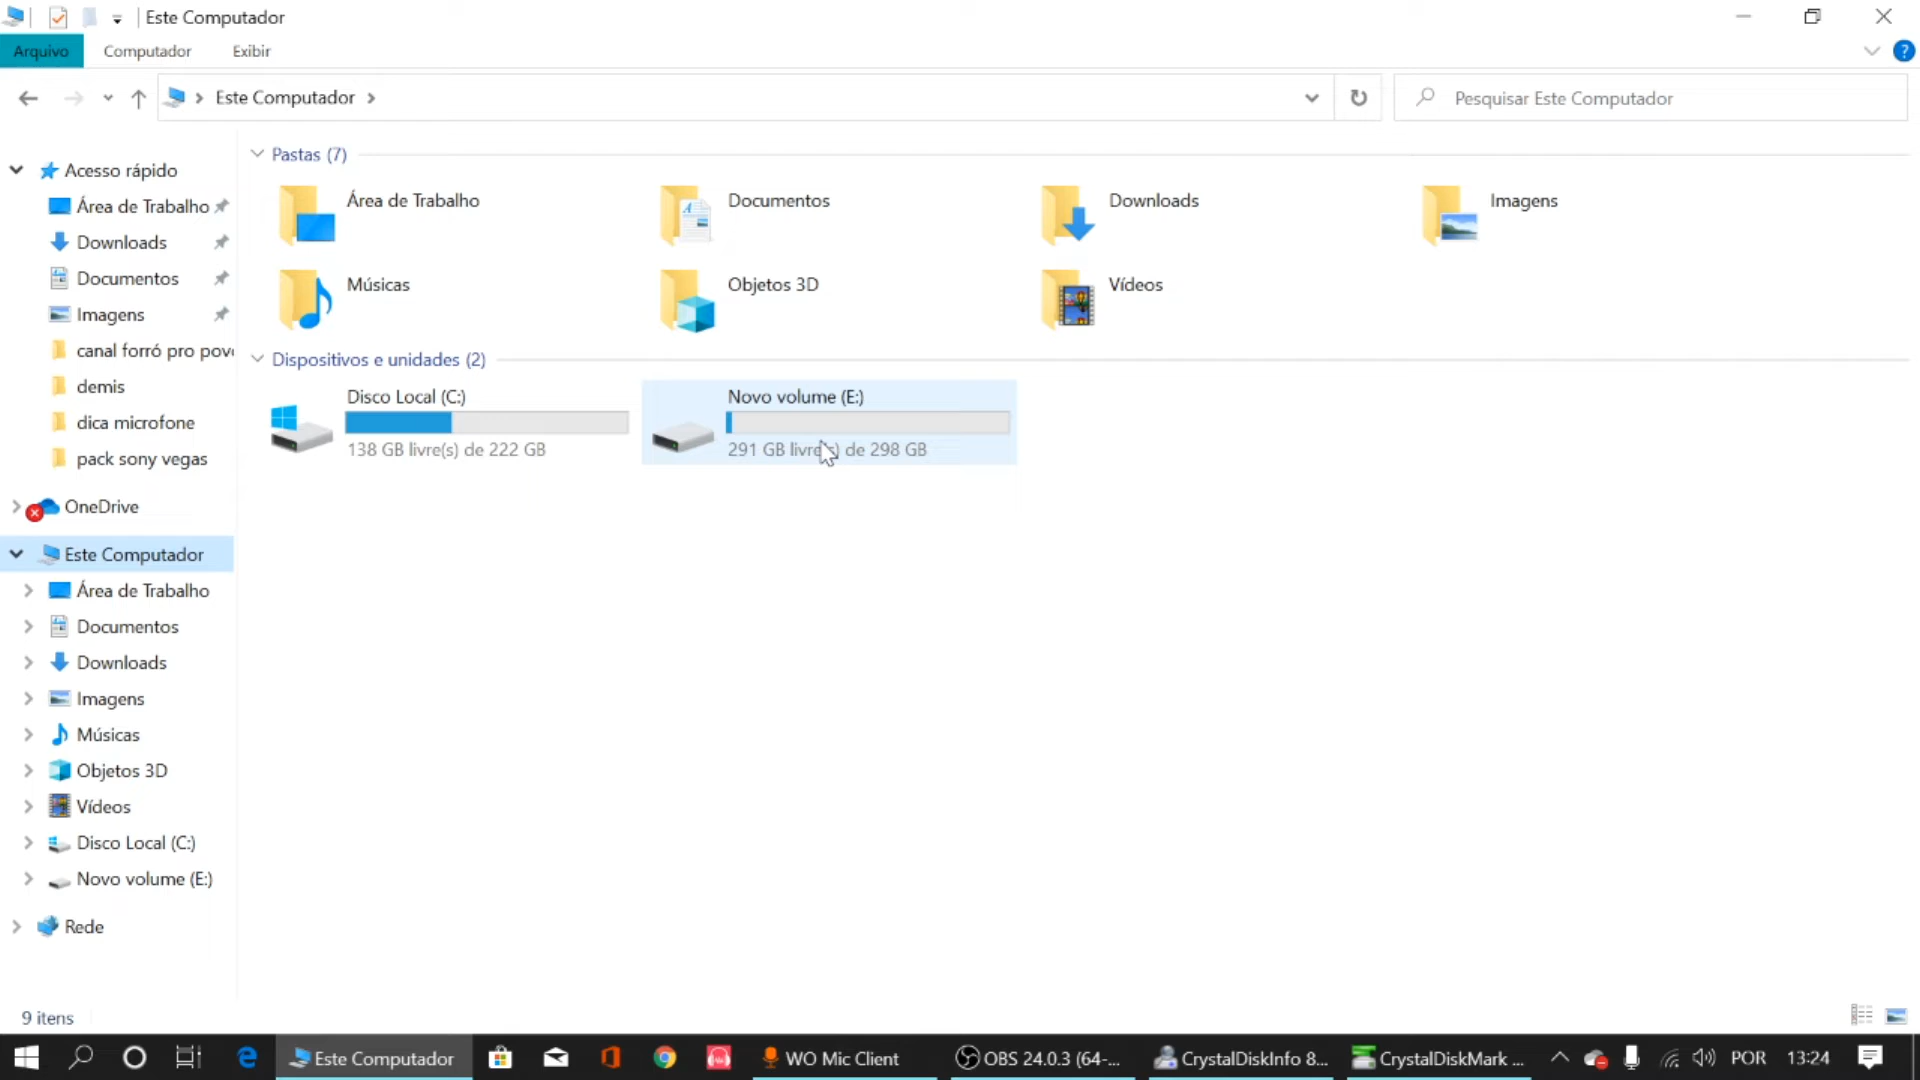 Este Computador
Arquivo Computador Exibir
?
Este Computador
Pesquisar Este Computador
Acesso rápido
Área de Trabalho
Downloads
Documentos
Imagens
canal forró pro pov
demis
dica microfone
pack sony vegas
OneDrive
Este Computador
Área de Trabalho
Documentos
Downloads
Imagens
Músicas
Objetos 3D
Vídeos
Disco Local (C:)
Novo volume (E:)
Rede
Pastas (7)
Área de Trabalho
Documentos
Downloads
Imagens
Músicas
Objetos 3D
Vídeos
Dispositivos e unidades (2)
Disco Local (C:)
138 GB livre(s) de 222 GB
Novo volume (E:)
291 GB livre(s) de 298 GB
9 itens
Este Computador WO Mic Client OBS 24.0.3 (64-... CrystalDiskInfo 8... CrystalDiskMark ... POR 13:24